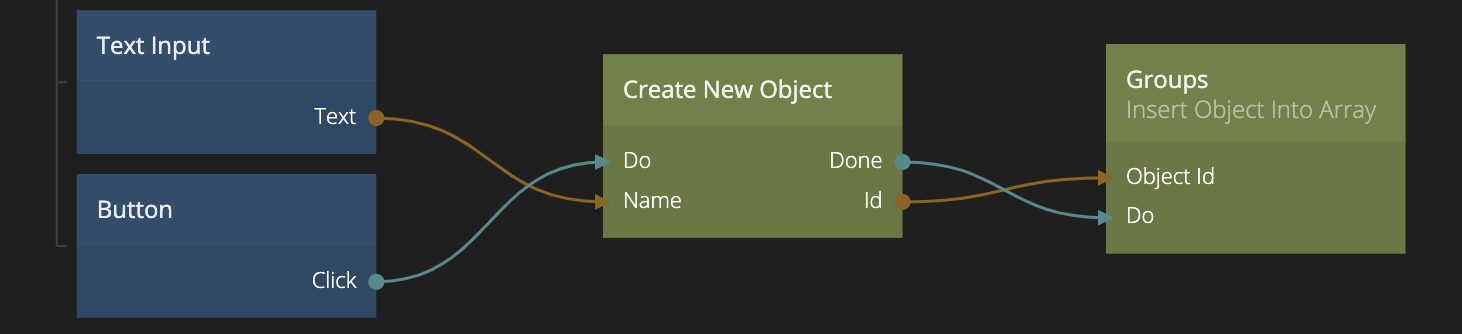 Text Input
Text
Button
Click
Create New Object
Do Done
Name Id
Groups
Insert Object Into Array
Object Id
Do